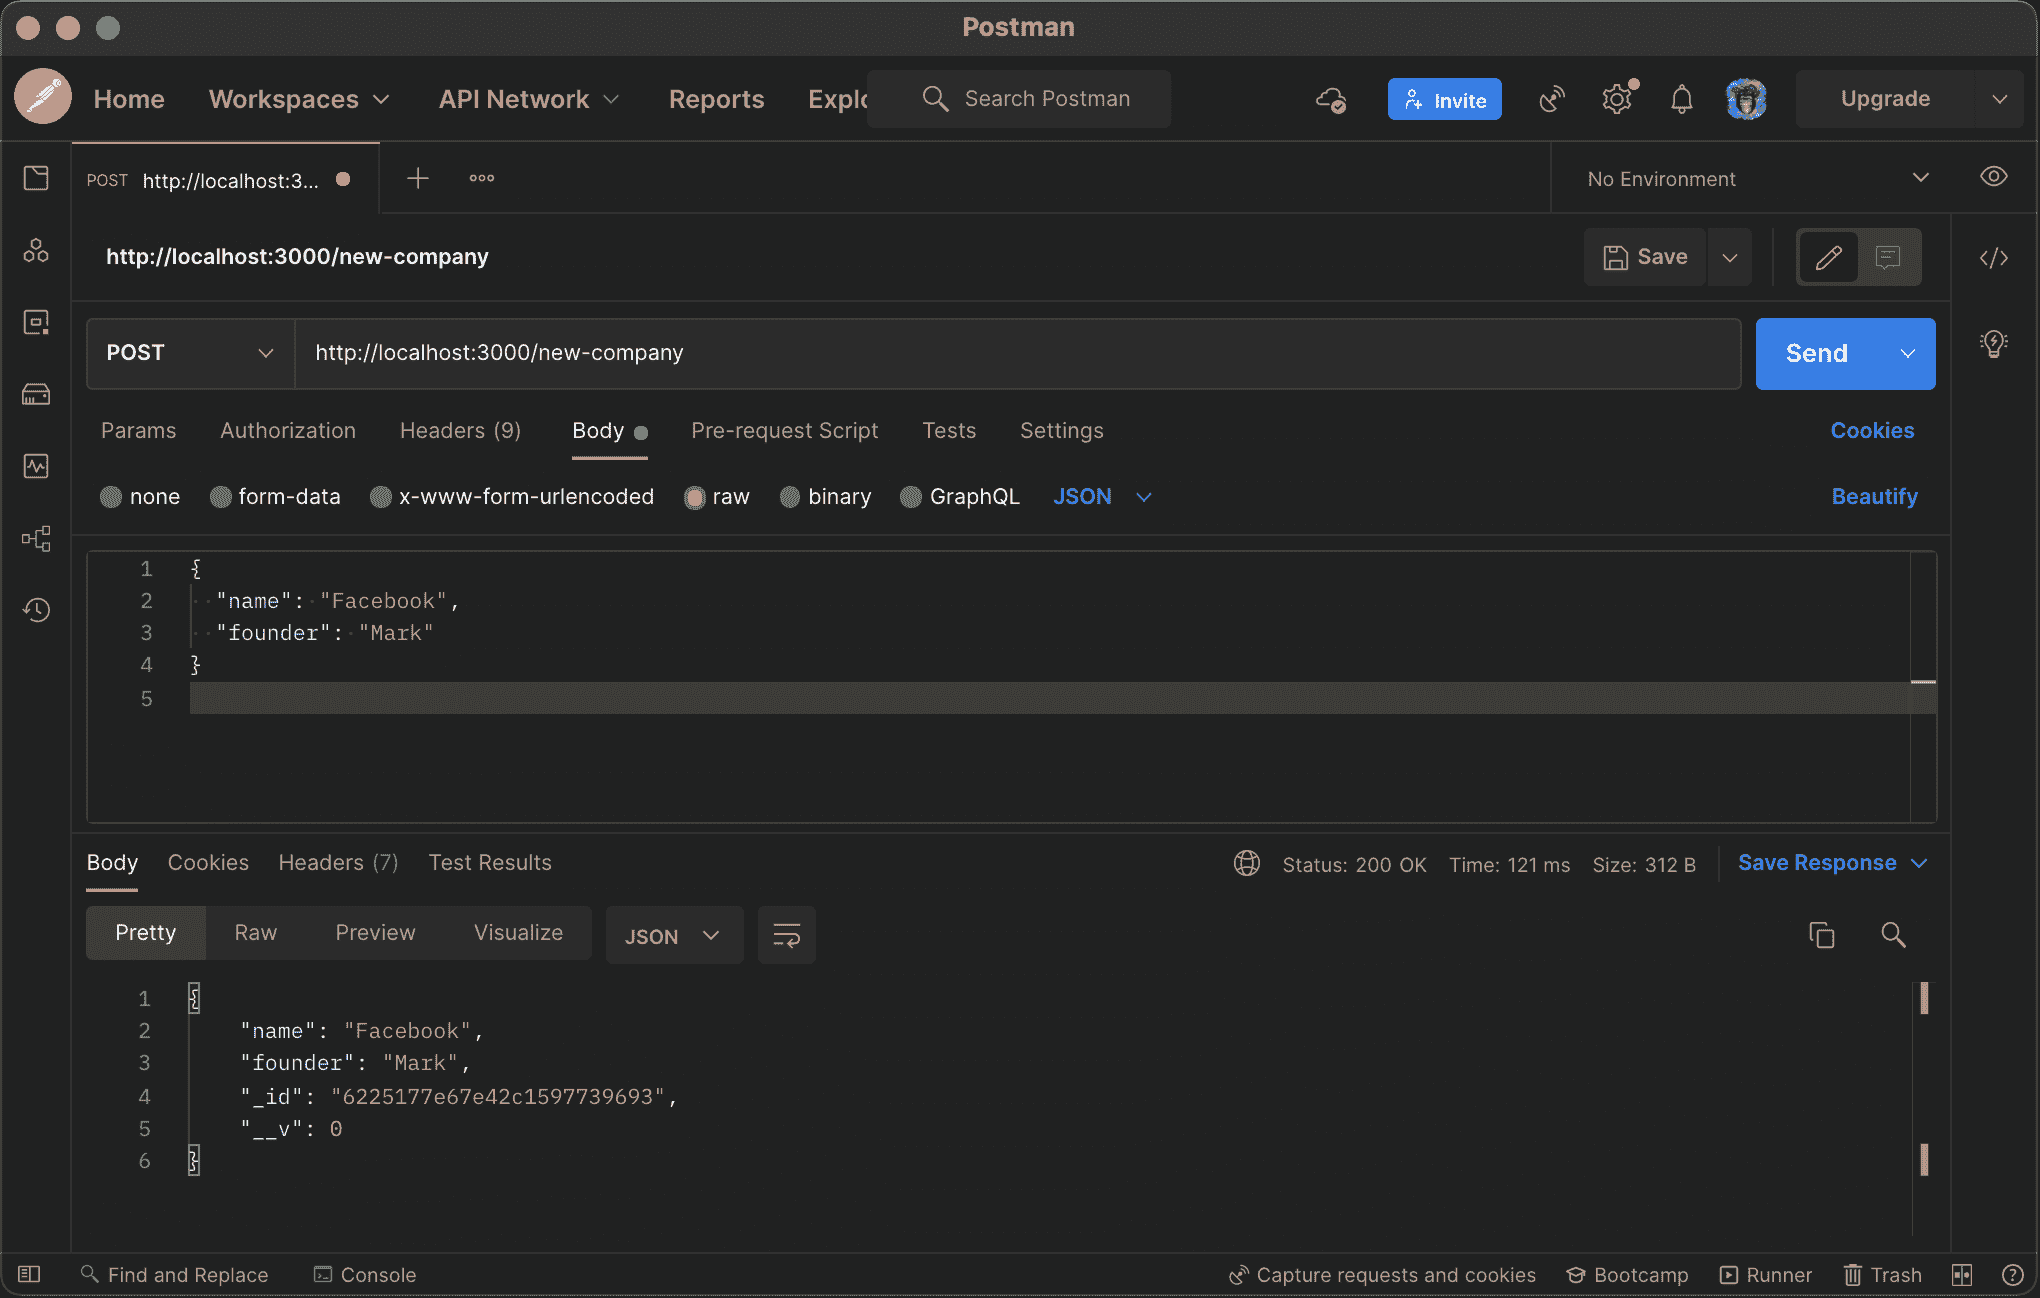 Postman
Home Workspaces API Network Reports Explo Search Postman Invite Upgrade
POST http://localhost:3... No Environment
http://localhost:3000/new-company Save
POST http://localhost:3000/new-company Send
Params Authorization Headers (9) Body Pre-request Script Tests Settings Cookies
none form-data x-www-form-urlencoded raw binary GraphQL JSON Beautify
1 {
2 "name": "Facebook",
3 "founder": "Mark"
4 }
5
Body Cookies Headers (7) Test Results Status: 200 OK Time: 121 ms Size: 312 B Save Response
Pretty Raw Preview Visualize JSON
1 {
2 "name": "Facebook",
3 "founder": "Mark",
4 "_id": "6225177e67e42c1597739693",
5 "__v": 0
6 }
Find and Replace Console Capture requests and cookies Bootcamp Runner Trash